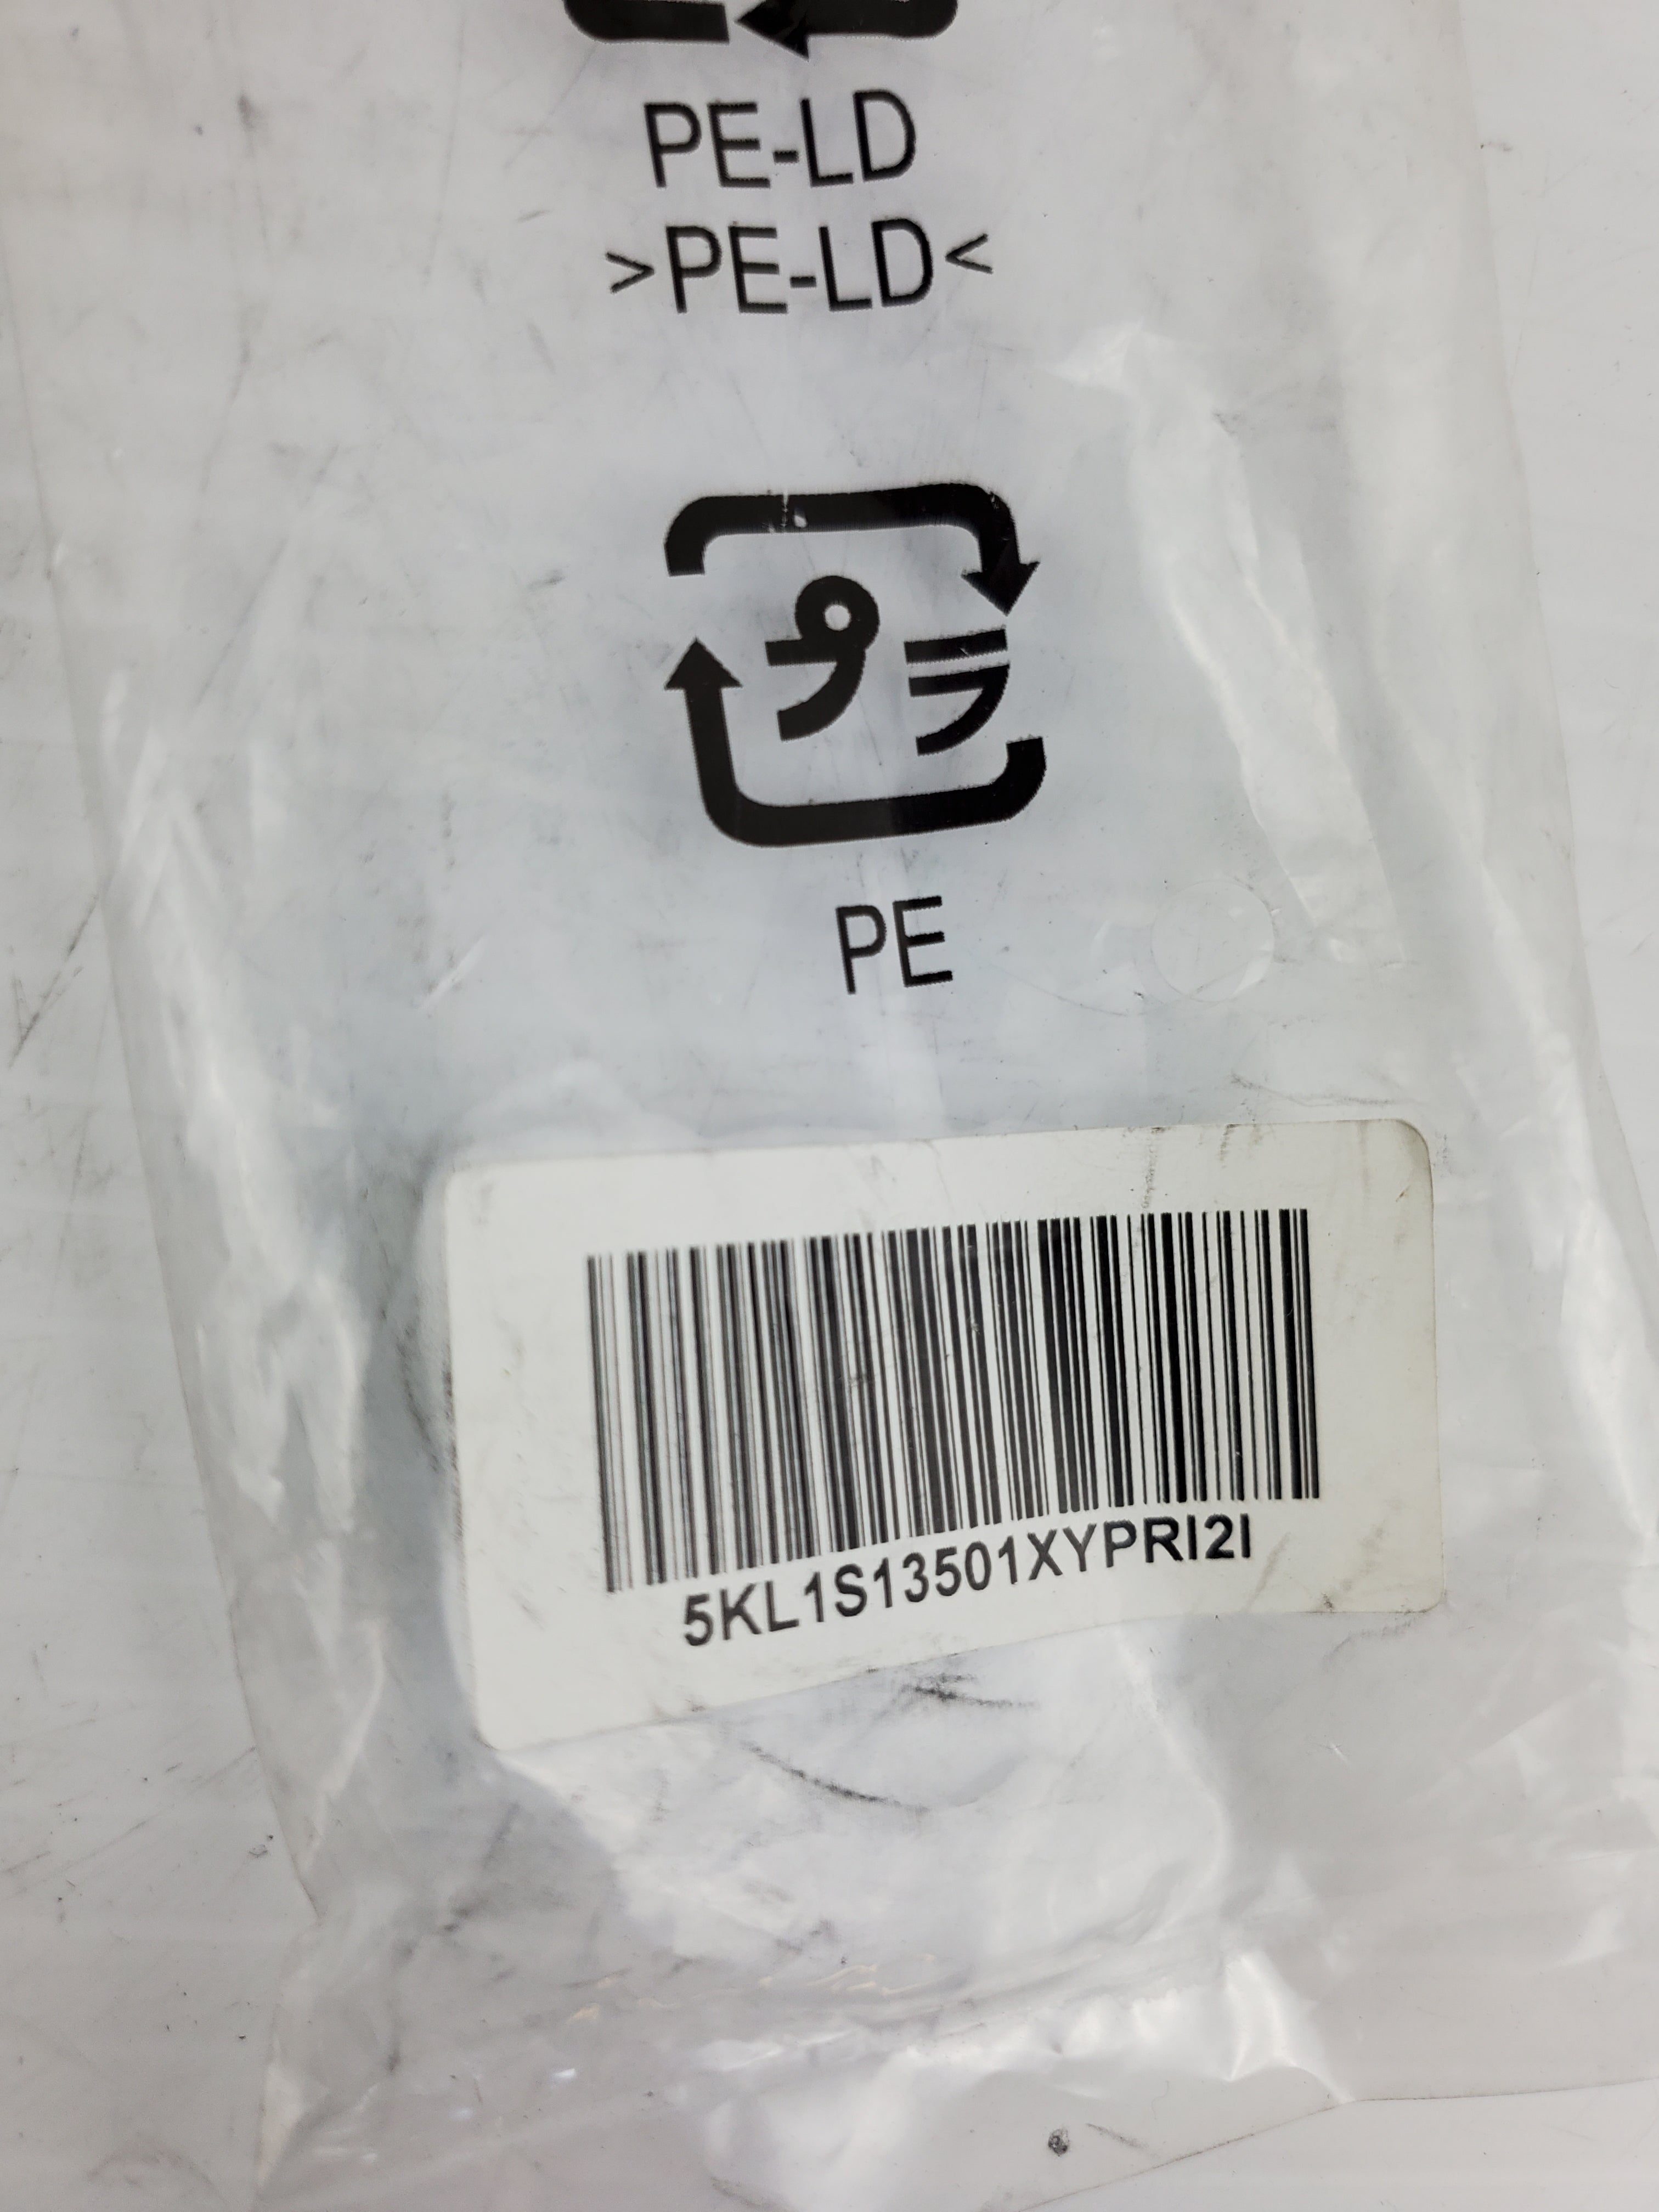 PE-LD
>PE-LD<
プラ
PE
5KL1S13501XYPRI2I